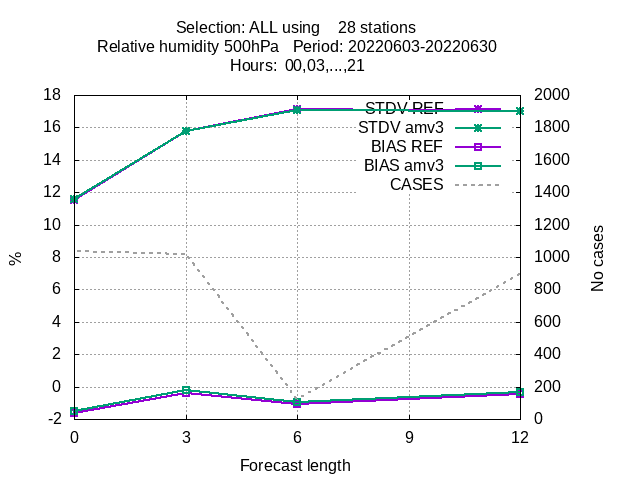 Selection: ALL using    28 stations
Relative humidity 500hPa   Period: 20220603-20220630
Hours:  00,03,...,21
18 2000
STDV REF
16 1800
STDV amv3
BIAS REF
14 1600
BIAS amv3
CASES
12 1400
10 1200
8 1000
%
No cases
6 800
4 600
2 400
0 200
-2 0
0 3 6 9 12
Forecast length